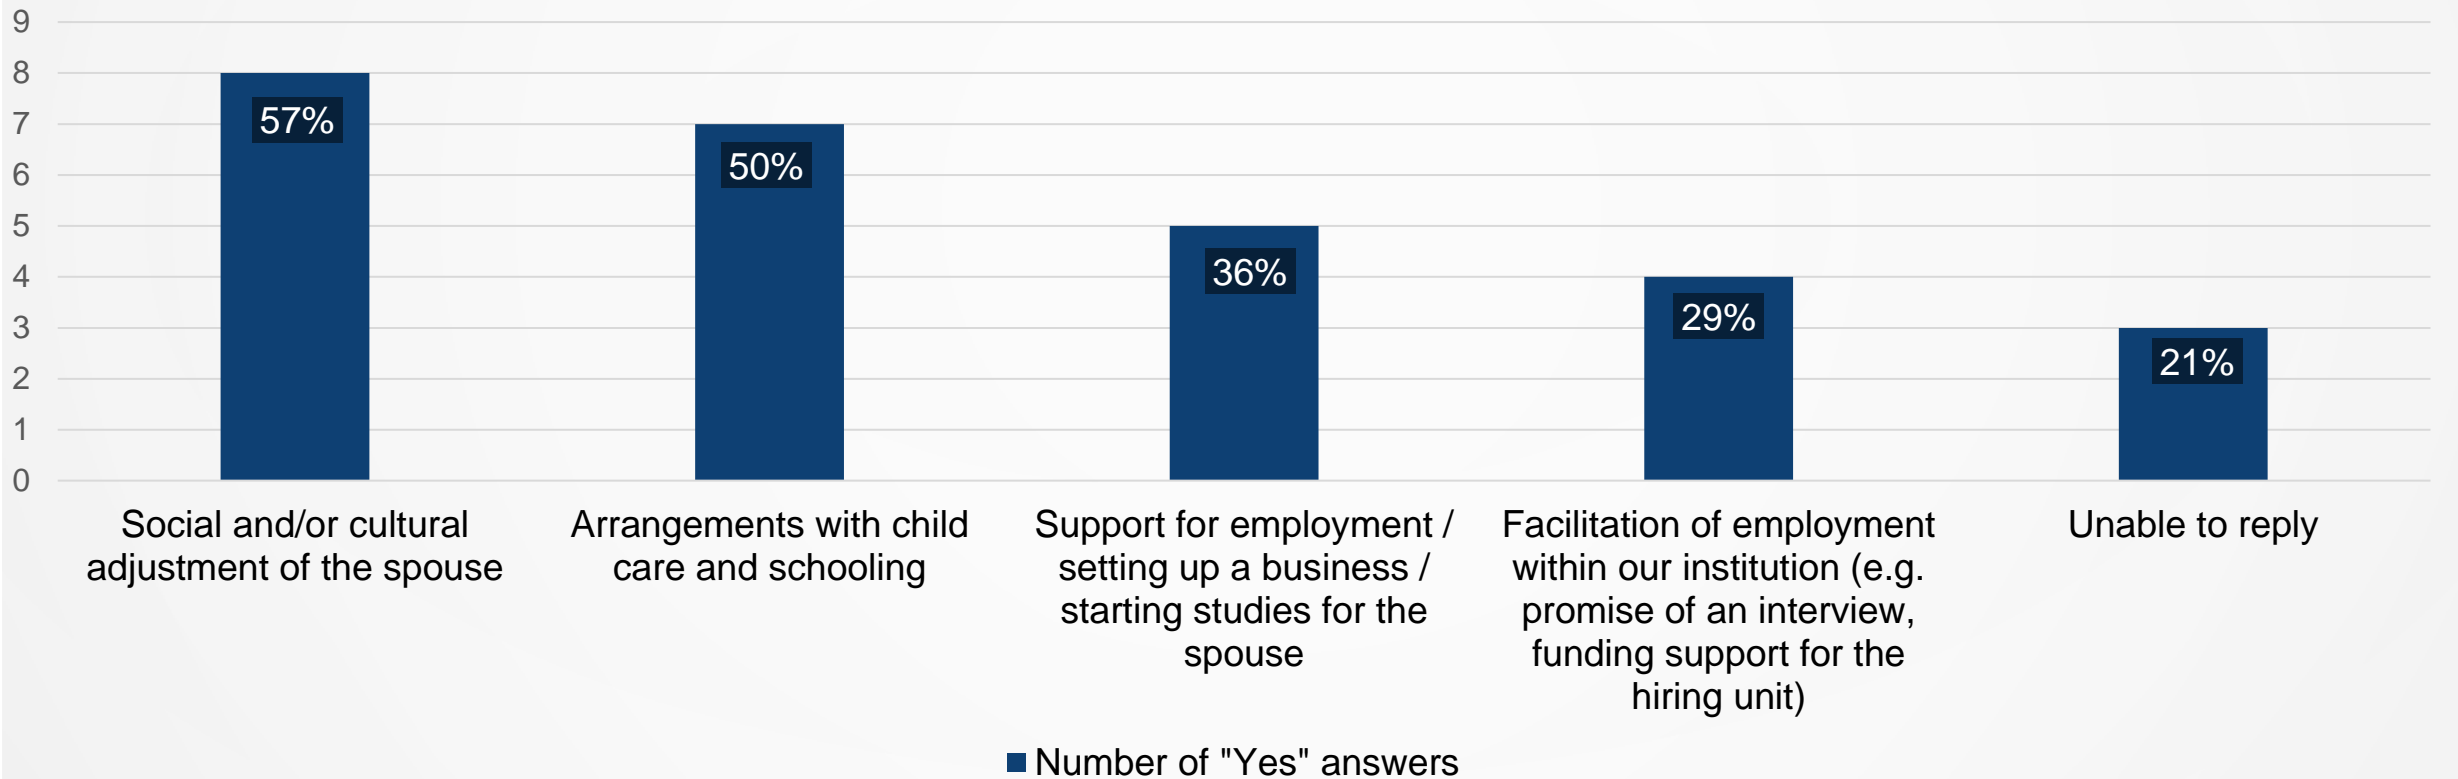 9
8
7
6
5
4
3
2
1
0
57%
50%
36%
29%
21%
Social and/or cultural
adjustment of the spouse
Arrangements with child
care and schooling
Support for employment /
setting up a business /
starting studies for the
spouse
Facilitation of employment
within our institution (e.g.
promise of an interview,
funding support for the
hiring unit)
Unable to reply
Number of "Yes" answers